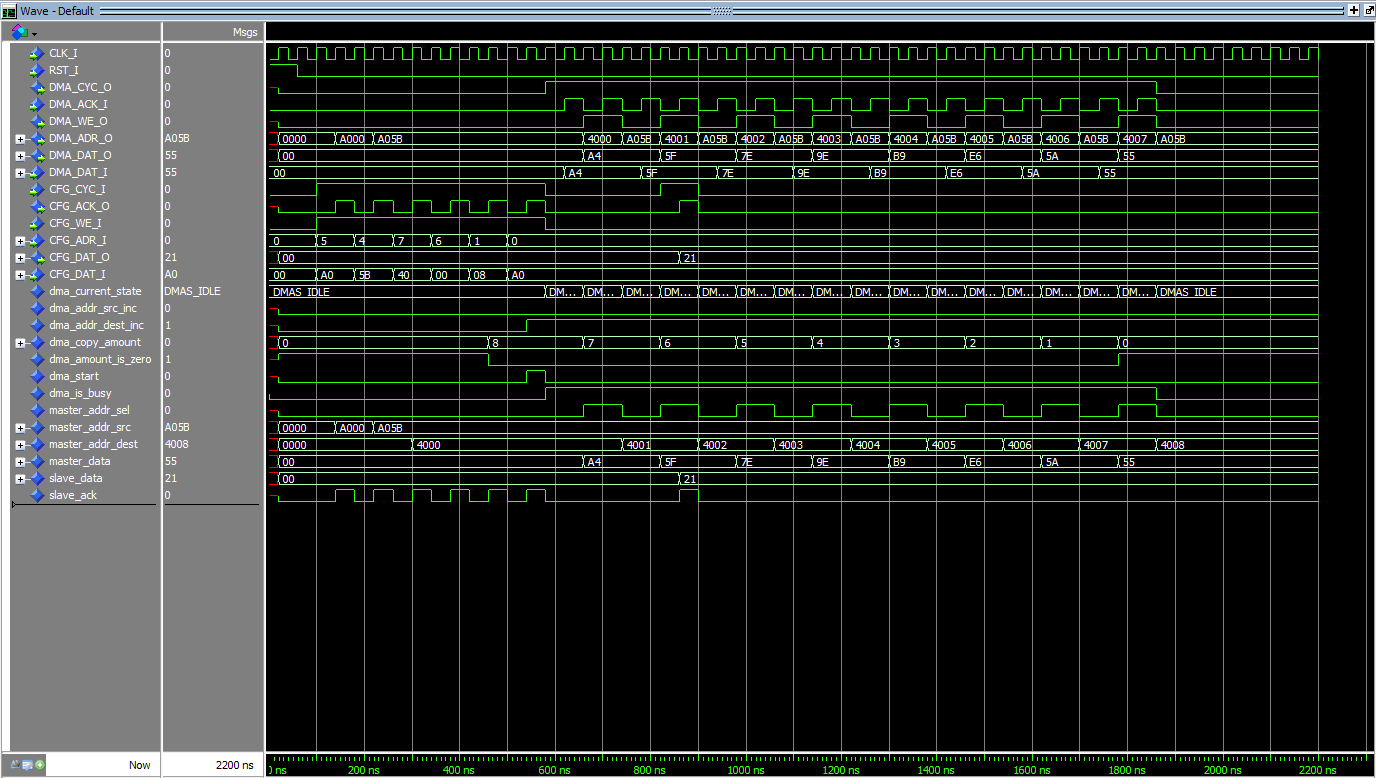 Wave - Default
Msgs
CLK_I 0
RST_I 0
DMA_CYC_O 0
DMA_ACK_I 0
DMA_WE_O 0
DMA_ADR_O A05B 0000 A000 A05B 4000 A05B 4001 A05B 4002 A05B 4003 A05B 4004 A05B 4005 A05B 4006 A05B 4007 A05B
DMA_DAT_O 55 00 A4 5F 7E 9E B9 E6 5A 55
DMA_DAT_I 55 00 A4 5F 7E 9E B9 E6 5A 55
CFG_CYC_I 0
CFG_ACK_O 0
CFG_WE_I 0
CFG_ADR_I 0 0 5 4 7 6 1 0
CFG_DAT_O 21 00 21
CFG_DAT_I A0 00 A0 5B 40 00 08 A0
dma_current_state DMAS_IDLE DMAS_IDLE DM... DM... DM... DM... DM... DM... DM... DM... DM... DM... DM... DM... DM... DM... DM... DM... DMAS_IDLE
dma_addr_src_inc 0
dma_addr_dest_inc 1
dma_copy_amount 0 0 8 7 6 5 4 3 2 1 0
dma_amount_is_zero 1
dma_start 0
dma_is_busy 0
master_addr_sel 0
master_addr_src A05B 0000 A000 A05B
master_addr_dest 4008 0000 4000 4001 4002 4003 4004 4005 4006 4007 4008
master_data 55 00 A4 5F 7E 9E B9 E6 5A 55
slave_data 21 00 21
slave_ack 0
Now 2200 ns
ns 200 ns 400 ns 600 ns 800 ns 1000 ns 1200 ns 1400 ns 1600 ns 1800 ns 2000 ns 2200 ns